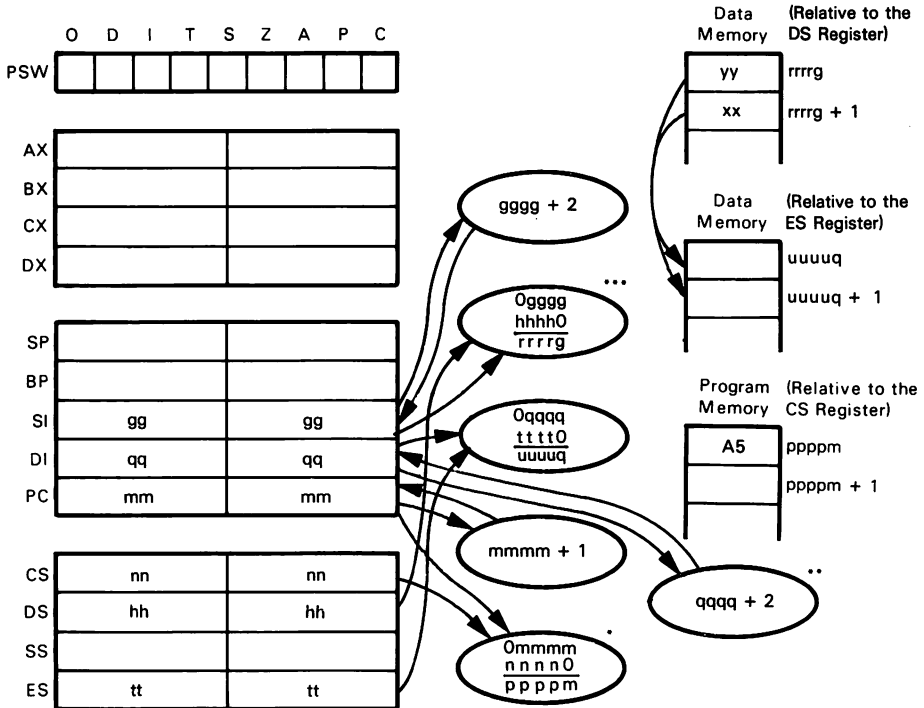 O D I T S Z A P C
PSW
AX
BX
CX
DX
SP
BP
SI gg gg
DI qq qq
PC mm mm
CS nn nn
DS hh hh
SS
ES tt tt
gggg + 2
...
0gggg
hhhh0
rrrrg
0qqqq
tttt0
uuuuq
mmmm + 1
..
qqqq + 2
.
0mmmm
nnnn0
ppppm
Data
Memory
(Relative to the
DS Register)
yy rrrrg
xx rrrrg + 1
Data
Memory
(Relative to the
ES Register)
uuuuq
uuuuq + 1
Program
Memory
(Relative to the
CS Register)
A5 ppppm
ppppm + 1